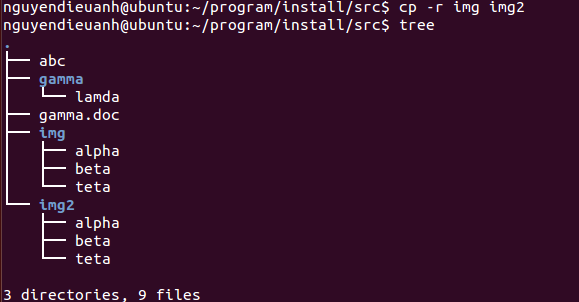 nguyendieuanh@ubuntu:~/program/install/src$ cp -r img img2
nguyendieuanh@ubuntu:~/program/install/src$ tree
.
├── abc
├── gamma
│   └── lamda
├── gamma.doc
├── img
│   ├── alpha
│   ├── beta
│   └── teta
└── img2
    ├── alpha
    ├── beta
    └── teta
3 directories, 9 files